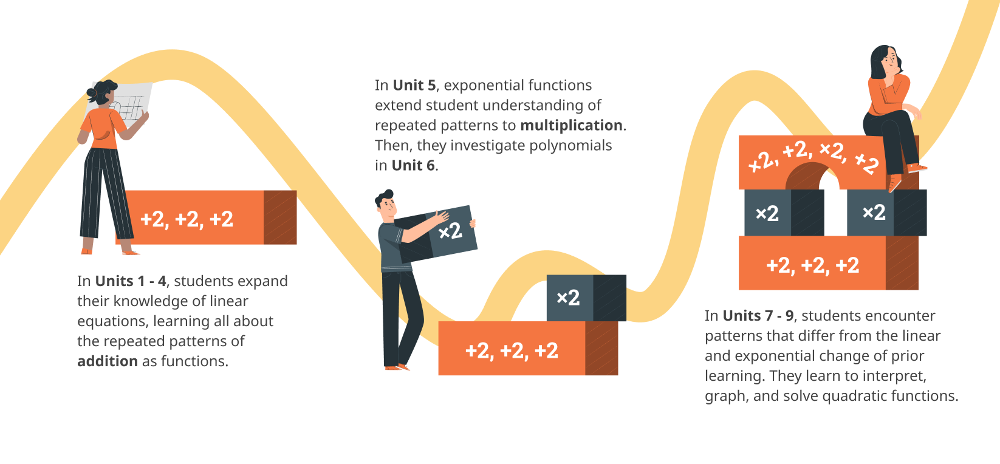 +2, +2, +2
In Units 1 - 4, students expand
their knowledge of linear
equations, learning all about
the repeated patterns of
addition as functions.
In Unit 5, exponential functions
extend student understanding of
repeated patterns to multiplication.
Then, they investigate polynomials
in Unit 6.
×2
×2
+2, +2, +2
×2, +2, ×2, +2
×2
×2
+2, +2, +2
In Units 7 - 9, students encounter
patterns that differ from the linear
and exponential change of prior
learning. They learn to interpret,
graph, and solve quadratic functions.